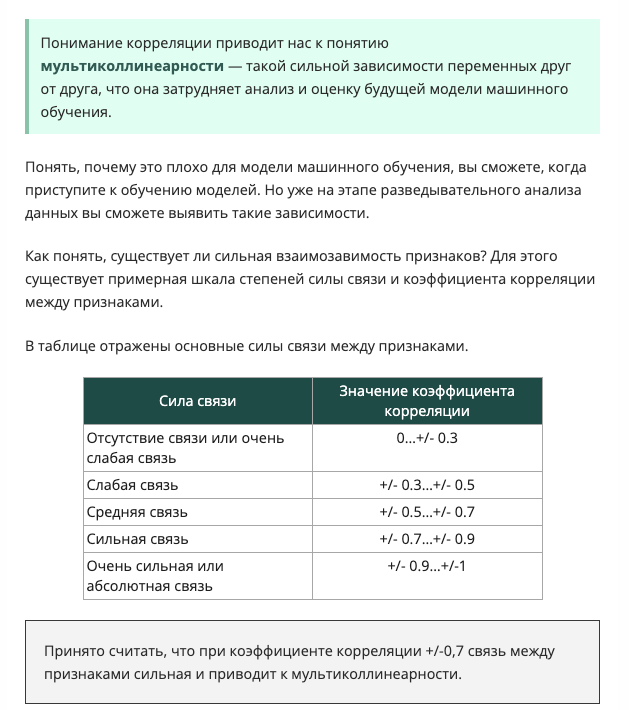 Понимание корреляции приводит нас к понятию
мультиколлинеарности — такой сильной зависимости переменных друг
от друга, что она затрудняет анализ и оценку будущей модели машинного
обучения.
Понять, почему это плохо для модели машинного обучения, вы сможете, когда
приступите к обучению моделей. Но уже на этапе разведывательного анализа
данных вы сможете выявить такие зависимости.
Как понять, существует ли сильная взаимозавимость признаков? Для этого
существует примерная шкала степеней силы связи и коэффициента корреляции
между признаками.
В таблице отражены основные силы связи между признаками.
Сила связи
Значение коэффициента
корреляции
Отсутствие связи или очень
слабая связь
0...+/- 0.3
Слабая связь
+/- 0.3...+/- 0.5
Средняя связь
+/- 0.5...+/- 0.7
Сильная связь
+/- 0.7...+/- 0.9
Очень сильная или
абсолютная связь
+/- 0.9...+/-1
Принято считать, что при коэффициенте корреляции +/-0,7 связь между
признаками сильная и приводит к мультиколлинеарности.